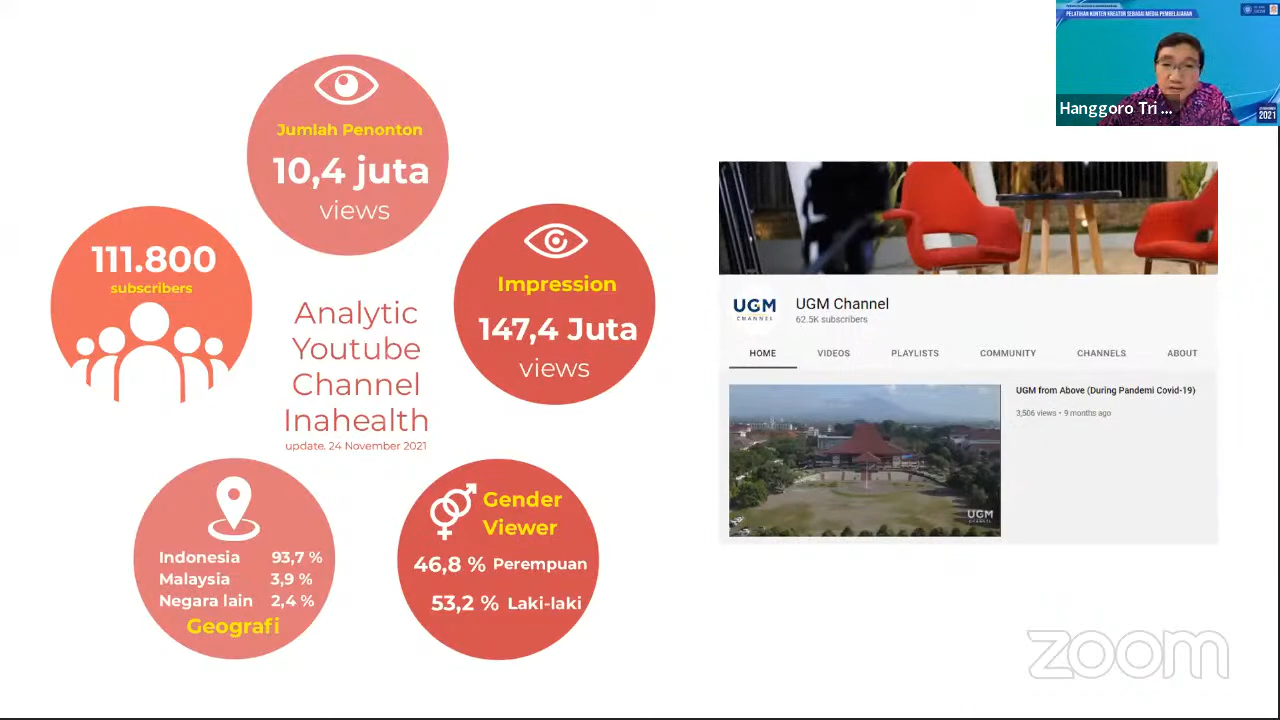 Jumlah Penonton
10,4 juta
views
111.800
subscribers
Impression
147,4 Juta
views
Analytic
Youtube
Channel
Inahealth
update, 24 November 2021
Indonesia 93,7 %
Malaysia 3,9 %
Negara lain 2,4 %
Geografi
Gender
Viewer
46,8 % Perempuan
53,2 % Laki-laki
PELATIHAN KONTEN KREATOR SEBAGAI MEDIA PEMBELAJARAN
Hanggoro Tri ...
2021
UGM
CHANNEL
UGM Channel
62.5K subscribers
HOME VIDEOS PLAYLISTS COMMUNITY CHANNELS ABOUT
UGM from Above (During Pandemi Covid-19)
3,506 views • 9 months ago
UGM
CHANNEL
zoom